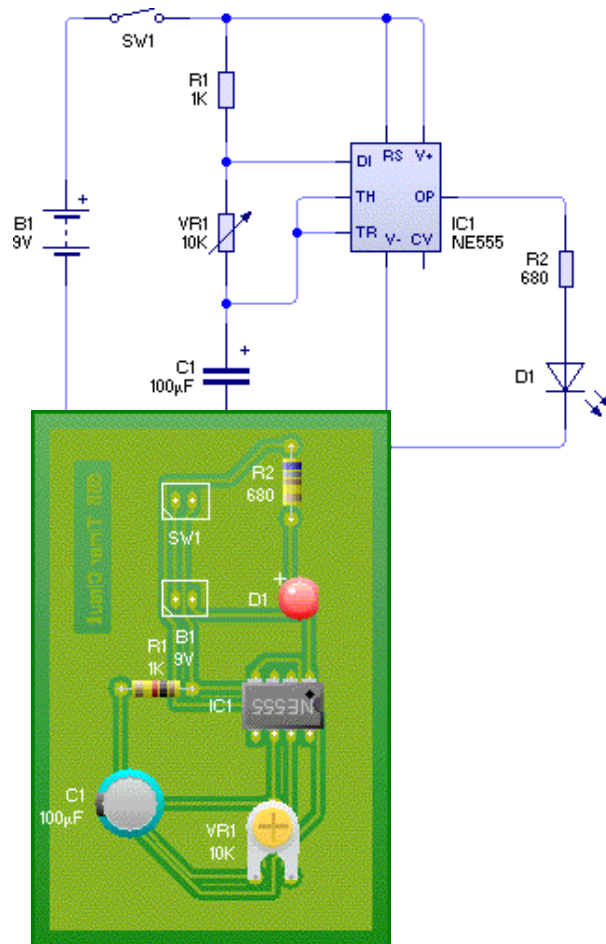 SW1
R1
1K
DI
RS
V+
TH
OP
VR1
10K
TR
V-
CV
IC1
NE555
B1
9V
R2
680
C1
+
100µF
+
D1
R2
680
SW1
+
D1
B1
9V
R1
1K
IC1
NE555
C1
100µF
VR1
10K